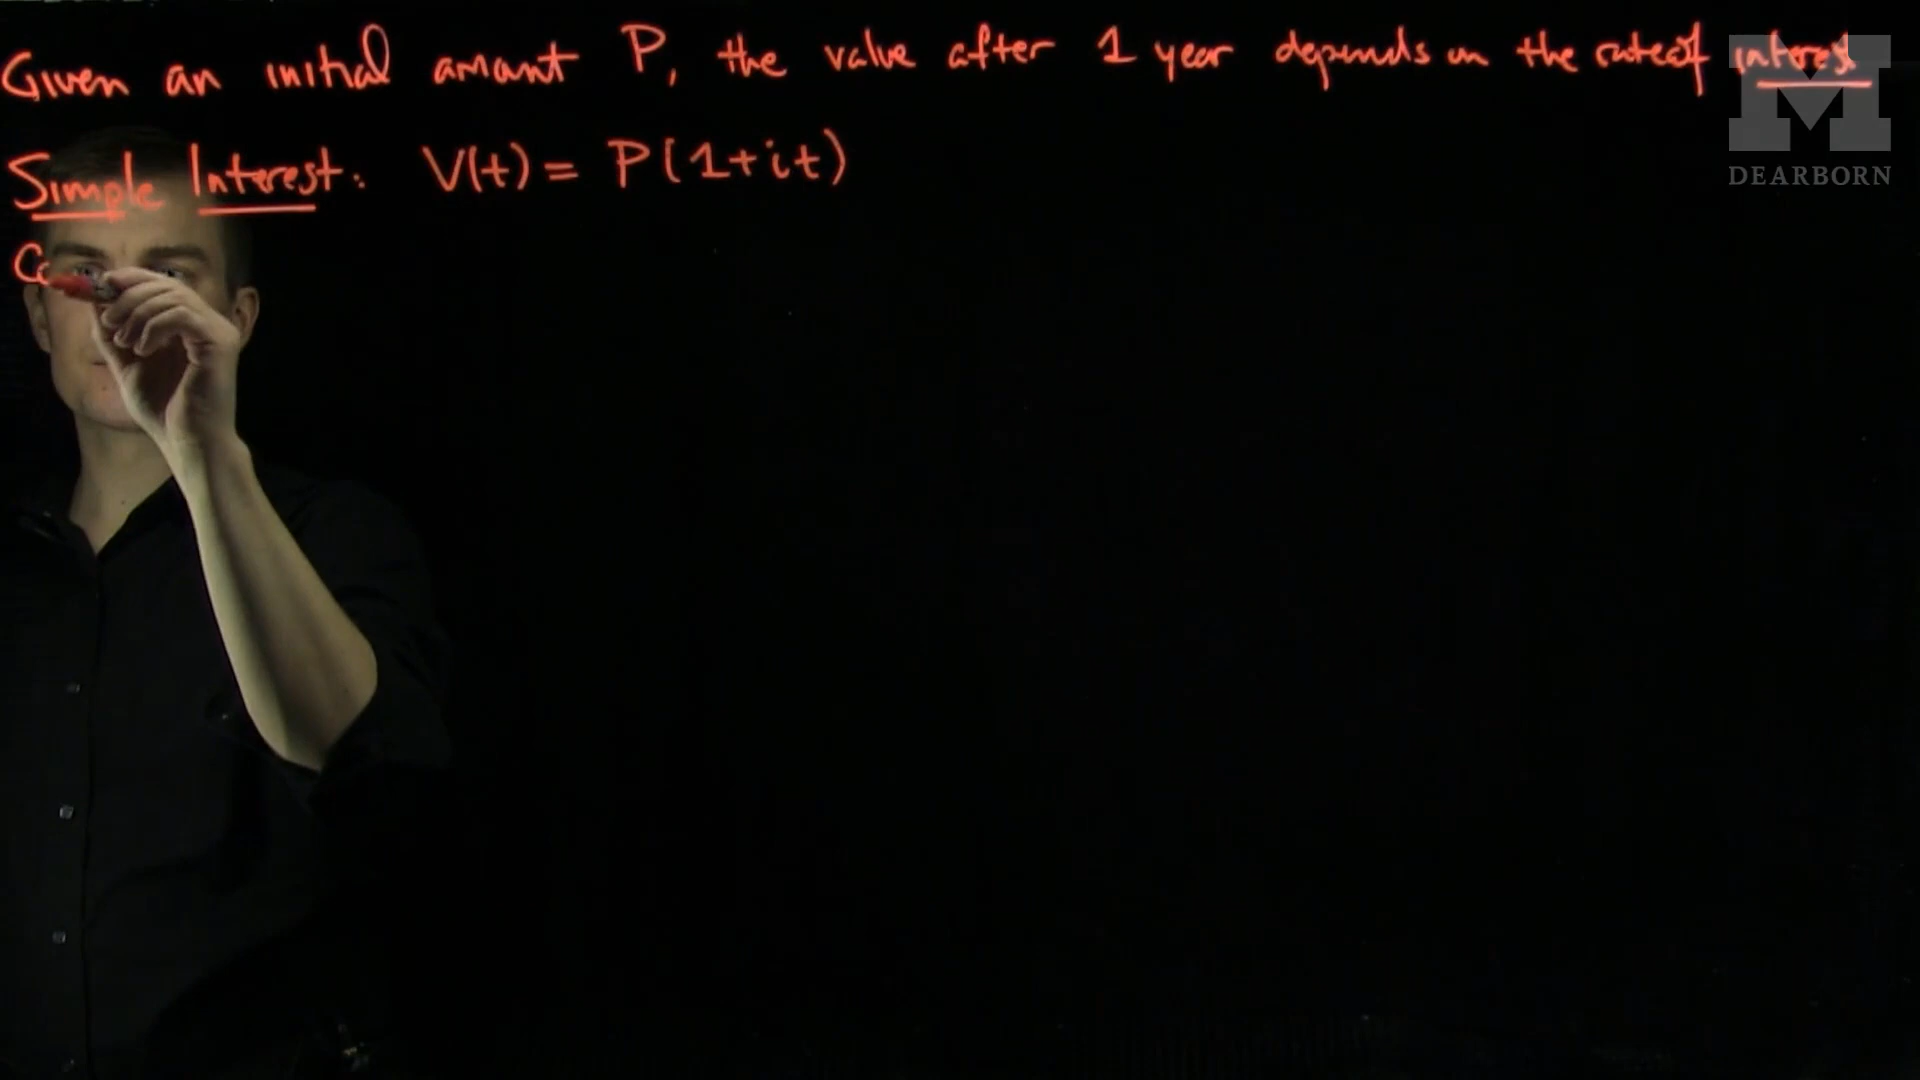 Given an initial amount P, the value after 1 year depends on the rate of interest
Simple Interest: V(t) = P(1+it)
Co
M
DEARBORN